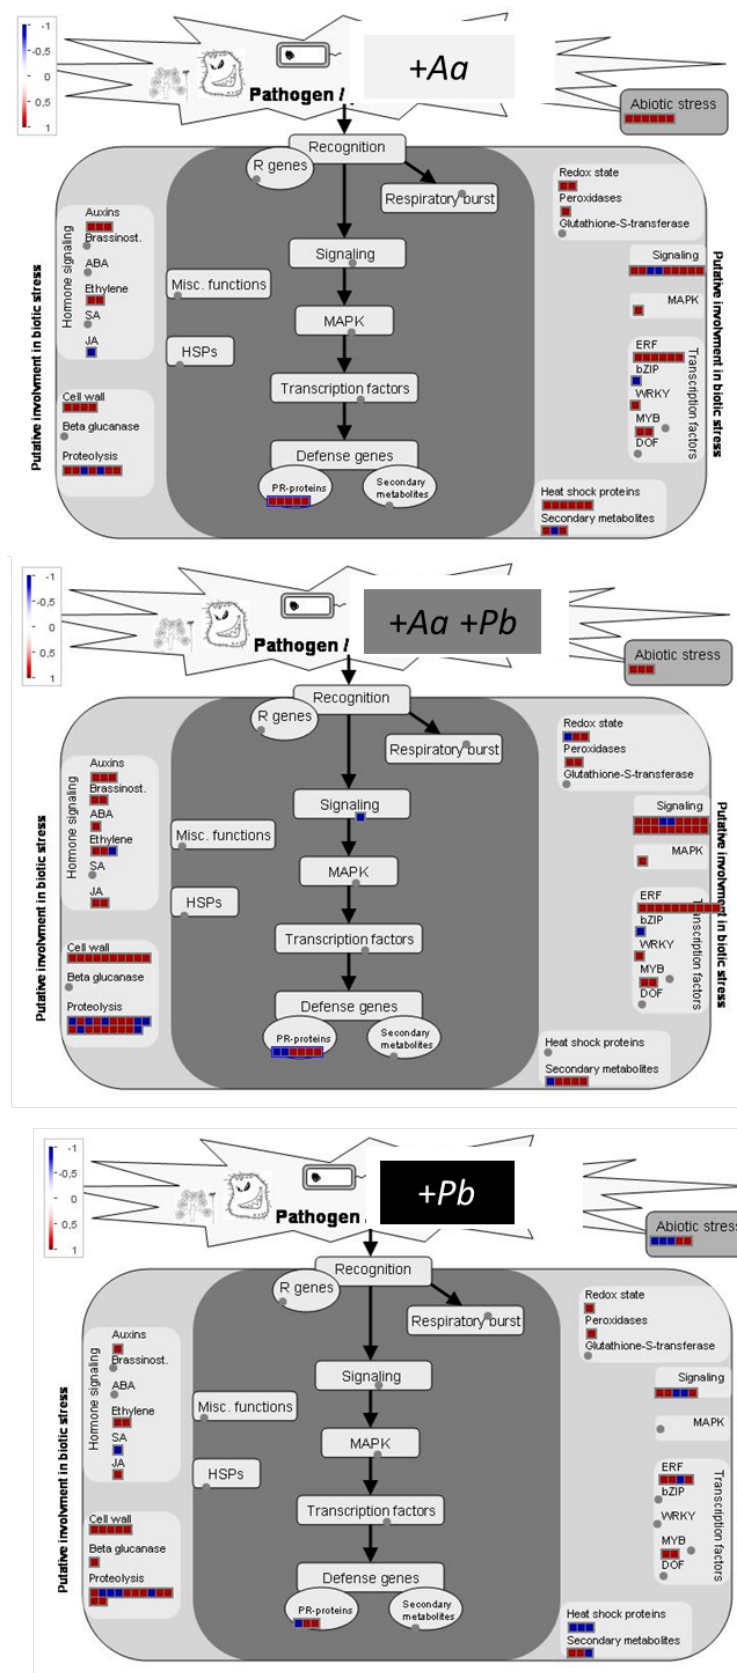 -1
-0,5
0
0,5
1
+Aa
Pathogen /
Abiotic stress
Recognition
R genes
Respiratory burst
Signaling
Misc. functions
MAPK
HSPs
Transcription factors
Defense genes
PR-proteins
Secondary
metabolites
Putative involvment in biotic stress
Hormone signaling
Auxins
Brassinost.
ABA
Ethylene
SA
JA
Cell wall
Beta glucanase
Proteolysis
Redox state
Peroxidases
Glutathione-S-transferase
Signaling
MAPK
ERF
bZIP
WRKY
MYB
DOF
Transcription factors
Heat shock proteins
Secondary metabolites
Putative involvment in biotic stress
-1
-0,5
0
0,5
1
+Aa +Pb
Pathogen /
Abiotic stress
Recognition
R genes
Respiratory burst
Signaling
Misc. functions
MAPK
HSPs
Transcription factors
Defense genes
PR-proteins
Secondary
metabolites
Putative involvment in biotic stress
Hormone signaling
Auxins
Brassinost.
ABA
Ethylene
SA
JA
Cell wall
Beta glucanase
Proteolysis
Redox state
Peroxidases
Glutathione-S-transferase
Signaling
MAPK
ERF
bZIP
WRKY
MYB
DOF
Transcription factors
Heat shock proteins
Secondary metabolites
Putative involvment in biotic stress
-1
-0,5
0
0,5
1
+Pb
Pathogen
Abiotic stress
Recognition
R genes
Respiratory burst
Signaling
Misc. functions
MAPK
HSPs
Transcription factors
Defense genes
PR-proteins
Secondary
metabolites
Putative involvment in biotic stress
Hormone signaling
Auxins
Brassinost.
ABA
Ethylene
SA
JA
Cell wall
Beta glucanase
Proteolysis
Redox state
Peroxidases
Glutathione-S-transferase
Signaling
MAPK
ERF
bZIP
WRKY
MYB
DOF
Transcription factors
Heat shock proteins
Secondary metabolites